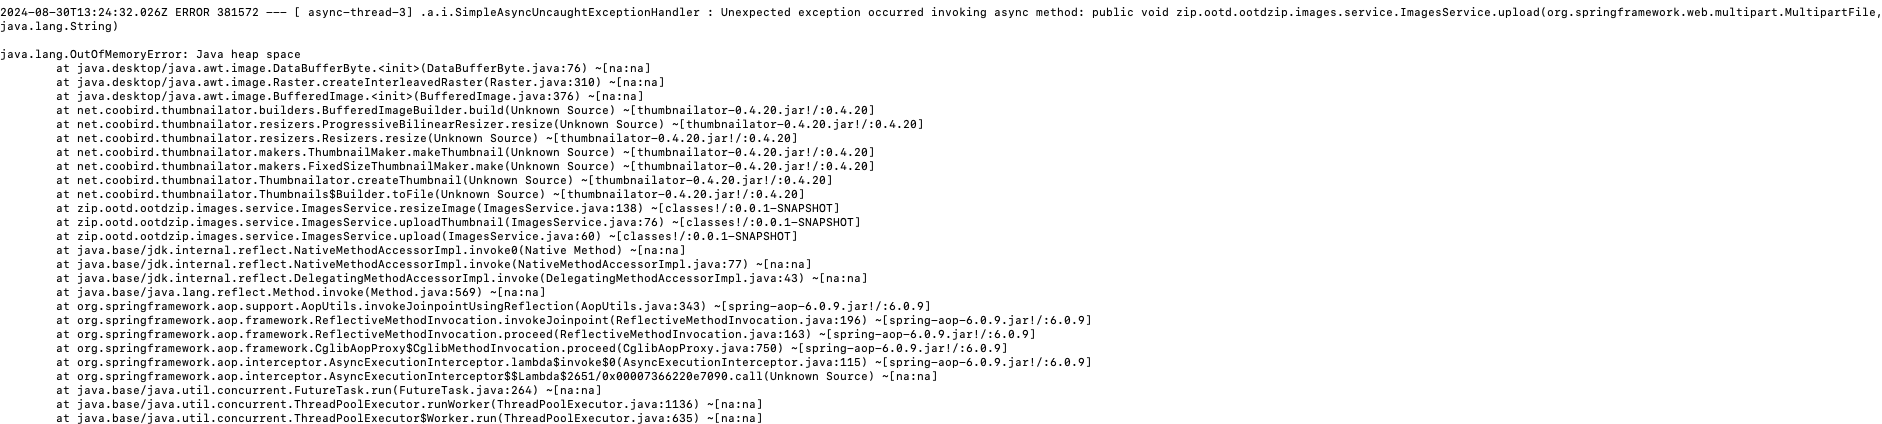 2024-08-30T13:24:32.026Z ERROR 381572 --- [ async-thread-3] .a.i.SimpleAsyncUncaughtExceptionHandler : Unexpected exception occurred invoking async method: public void zip.ootd.ootdzip.images.service.ImagesService.upload(org.springframework.web.multipart.MultipartFile,
java.lang.String)
java.lang.OutOfMemoryError: Java heap space
at java.desktop/java.awt.image.DataBufferByte.<init>(DataBufferByte.java:76) ~[na:na]
at java.desktop/java.awt.image.Raster.createInterleavedRaster(Raster.java:310) ~[na:na]
at java.desktop/java.awt.image.BufferedImage.<init>(BufferedImage.java:376) ~[na:na]
at net.coobird.thumbnailator.builders.BufferedImageBuilder.build(Unknown Source) ~[thumbnailator-0.4.20.jar!/:0.4.20]
at net.coobird.thumbnailator.resizers.ProgressiveBilinearResizer.resize(Unknown Source) ~[thumbnailator-0.4.20.jar!/:0.4.20]
at net.coobird.thumbnailator.resizers.Resizers.resize(Unknown Source) ~[thumbnailator-0.4.20.jar!/:0.4.20]
at net.coobird.thumbnailator.makers.ThumbnailMaker.makeThumbnail(Unknown Source) ~[thumbnailator-0.4.20.jar!/:0.4.20]
at net.coobird.thumbnailator.makers.FixedSizeThumbnailMaker.make(Unknown Source) ~[thumbnailator-0.4.20.jar!/:0.4.20]
at net.coobird.thumbnailator.Thumbnailator.createThumbnail(Unknown Source) ~[thumbnailator-0.4.20.jar!/:0.4.20]
at net.coobird.thumbnailator.Thumbnails$Builder.toFile(Unknown Source) ~[thumbnailator-0.4.20.jar!/:0.4.20]
at zip.ootd.ootdzip.images.service.ImagesService.resizeImage(ImagesService.java:138) ~[classes!/:0.0.1-SNAPSHOT]
at zip.ootd.ootdzip.images.service.ImagesService.uploadThumbnail(ImagesService.java:76) ~[classes!/:0.0.1-SNAPSHOT]
at zip.ootd.ootdzip.images.service.ImagesService.upload(ImagesService.java:60) ~[classes!/:0.0.1-SNAPSHOT]
at java.base/jdk.internal.reflect.NativeMethodAccessorImpl.invoke0(Native Method) ~[na:na]
at java.base/jdk.internal.reflect.NativeMethodAccessorImpl.invoke(NativeMethodAccessorImpl.java:77) ~[na:na]
at java.base/jdk.internal.reflect.DelegatingMethodAccessorImpl.invoke(DelegatingMethodAccessorImpl.java:43) ~[na:na]
at java.base/java.lang.reflect.Method.invoke(Method.java:569) ~[na:na]
at org.springframework.aop.support.AopUtils.invokeJoinpointUsingReflection(AopUtils.java:343) ~[spring-aop-6.0.9.jar!/:6.0.9]
at org.springframework.aop.framework.ReflectiveMethodInvocation.invokeJoinpoint(ReflectiveMethodInvocation.java:196) ~[spring-aop-6.0.9.jar!/:6.0.9]
at org.springframework.aop.framework.ReflectiveMethodInvocation.proceed(ReflectiveMethodInvocation.java:163) ~[spring-aop-6.0.9.jar!/:6.0.9]
at org.springframework.aop.framework.CglibAopProxy$CglibMethodInvocation.proceed(CglibAopProxy.java:750) ~[spring-aop-6.0.9.jar!/:6.0.9]
at org.springframework.aop.interceptor.AsyncExecutionInterceptor.lambda$invoke$0(AsyncExecutionInterceptor.java:115) ~[spring-aop-6.0.9.jar!/:6.0.9]
at org.springframework.aop.interceptor.AsyncExecutionInterceptor$$Lambda$2651/0x00007366220e7090.call(Unknown Source) ~[na:na]
at java.base/java.util.concurrent.FutureTask.run(FutureTask.java:264) ~[na:na]
at java.base/java.util.concurrent.ThreadPoolExecutor.runWorker(ThreadPoolExecutor.java:1136) ~[na:na]
at java.base/java.util.concurrent.ThreadPoolExecutor$Worker.run(ThreadPoolExecutor.java:635) ~[na:na]